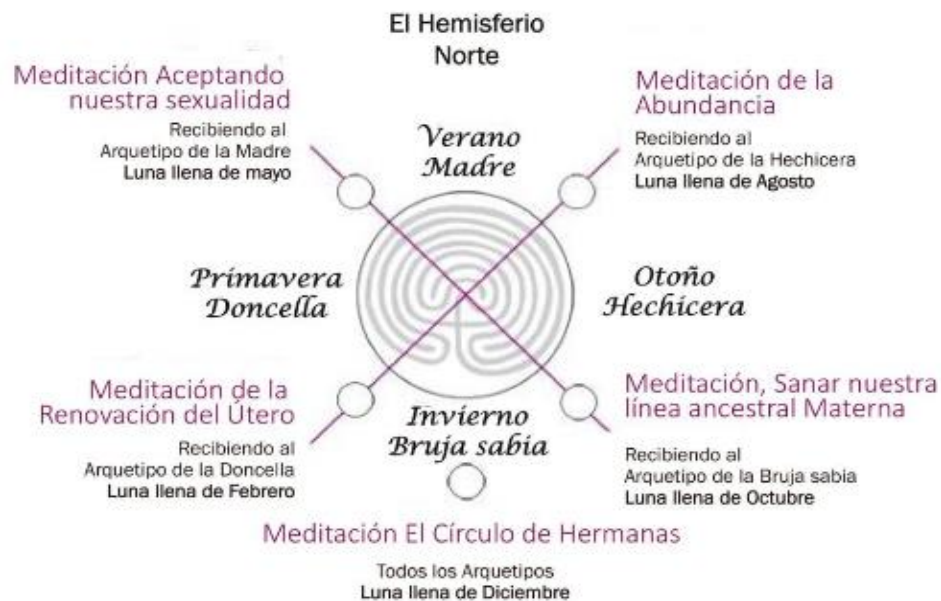 El Hemisferio
Norte
Meditación Aceptando
nuestra sexualidad
Recibiendo al
Arquetipo de la Madre
Luna llena de mayo
Meditación de la
Abundancia
Recibiendo al
Arquetipo de la Hechicera
Luna llena de Agosto
Verano
Madre
Primavera
Doncella
Otoño
Hechicera
Meditación de la
Renovación del Útero
Recibiendo al
Arquetipo de la Doncella
Luna llena de Febrero
Invierno
Bruja sabia
Meditación, Sanar nuestra
línea ancestral Materna
Recibiendo al
Arquetipo de la Bruja sabia
Luna llena de Octubre
Meditación El Círculo de Hermanas
Todos los Arquetipos
Luna llena de Diciembre